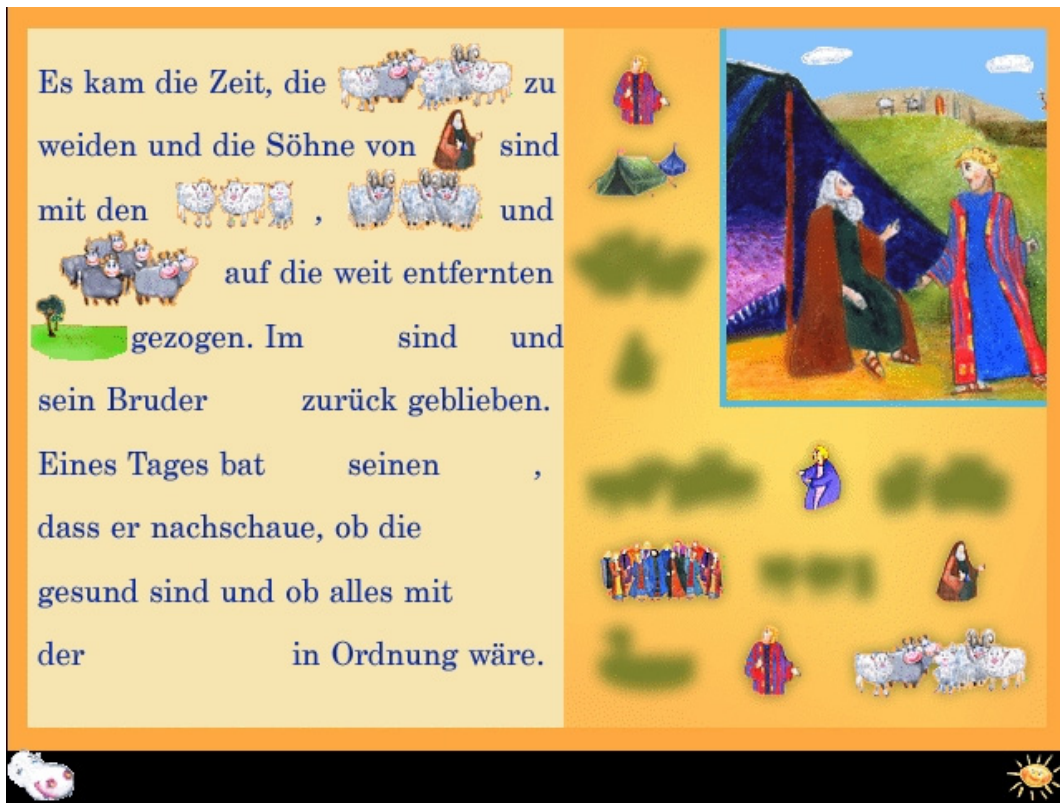 Es kam die Zeit, die zu
weiden und die Söhne von sind
mit den , und
auf die weit entfernten
gezogen. Im sind und
sein Bruder zurück geblieben.
Eines Tages bat seinen ,
dass er nachschaue, ob die
gesund sind und ob alles mit
der in Ordnung wäre.